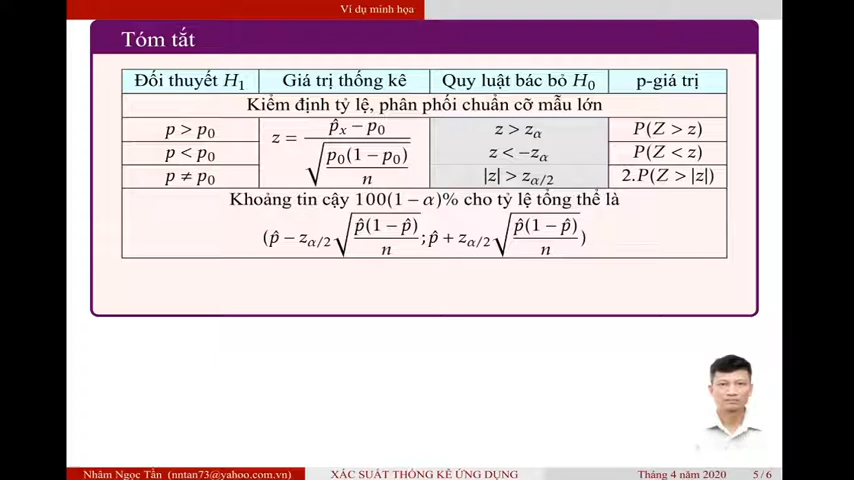 Ví dụ minh họa
Tóm tắt
Đối thuyết H₁ Giá trị thống kê Quy luật bác bỏ H₀ p-giá trị
Kiểm định tỷ lệ, phân phối chuẩn cỡ mẫu lớn
p > p₀ z = (p̂ₓ − p₀) / √(p₀(1 − p₀)/n) z > z_α P(Z > z)
p < p₀ z < −z_α P(Z < z)
p ≠ p₀ |z| > z_{α/2} 2.P(Z > |z|)
Khoảng tin cậy 100(1 − α)% cho tỷ lệ tổng thể là
(p̂ − z_{α/2} √(p̂(1 − p̂)/n); p̂ + z_{α/2} √(p̂(1 − p̂)/n))
Nhâm Ngọc Tần (nntan73@yahoo.com.vn) XÁC SUẤT THỐNG KÊ ỨNG DỤNG Tháng 4 năm 2020 5/6